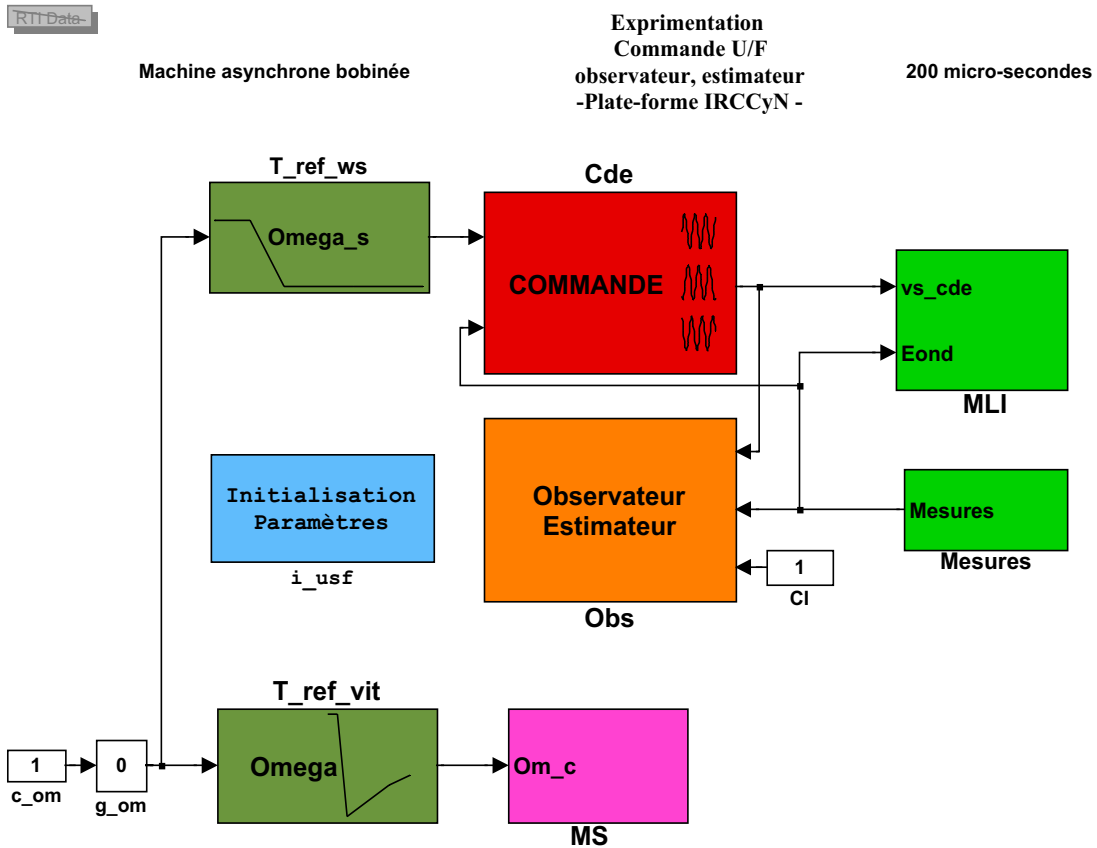 RTI Data
Exprimentation
Commande U/F
observateur, estimateur
-Plate-forme IRCCyN -
Machine asynchrone bobinée
200 micro-secondes
T_ref_ws
Omega_s
Cde
COMMANDE
vs_cde
Eond
MLI
Initialisation
Paramètres
i_usf
Observateur
Estimateur
Obs
1
CI
Mesures
Mesures
T_ref_vit
Omega
Om_c
MS
1
c_om
0
g_om